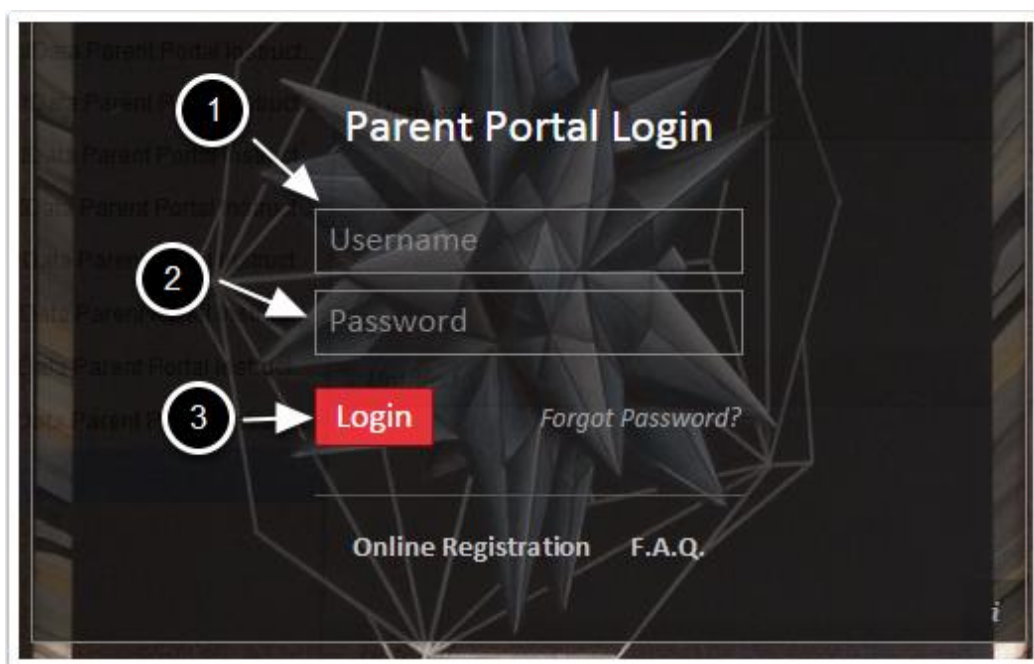 Parent Portal Login
1
Username
2
Password
3
Login
Forgot Password?
Online Registration F.A.Q.
i